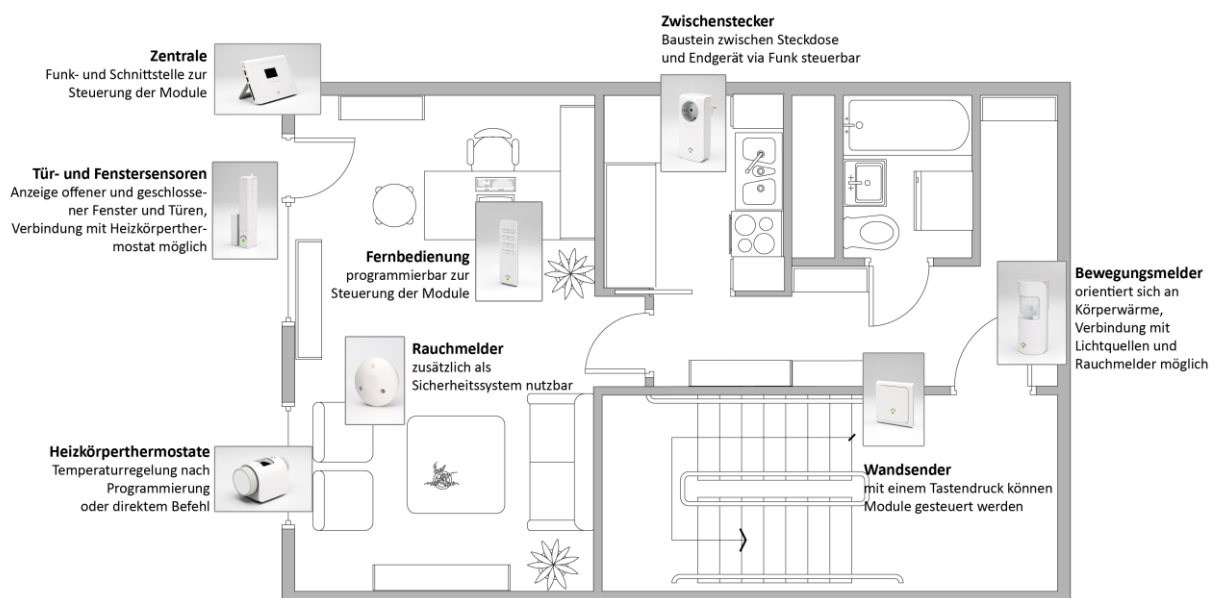 Zwischenstecker
Baustein zwischen Steckdose
und Endgerät via Funk steuerbar
Zentrale
Funk- und Schnittstelle zur
Steuerung der Module
Tür- und Fenstersensoren
Anzeige offener und geschlosse-
ner Fenster und Türen,
Verbindung mit Heizkörperther-
mostat möglich
Fernbedienung
programmierbar zur
Steuerung der Module
Bewegungsmelder
orientiert sich an
Körperwärme,
Verbindung mit
Lichtquellen und
Rauchmelder möglich
Rauchmelder
zusätzlich als
Sicherheitssystem nutzbar
Heizkörperthermostate
Temperaturregelung nach
Programmierung
oder direktem Befehl
Wandsender
mit einem Tastendruck können
Module gesteuert werden